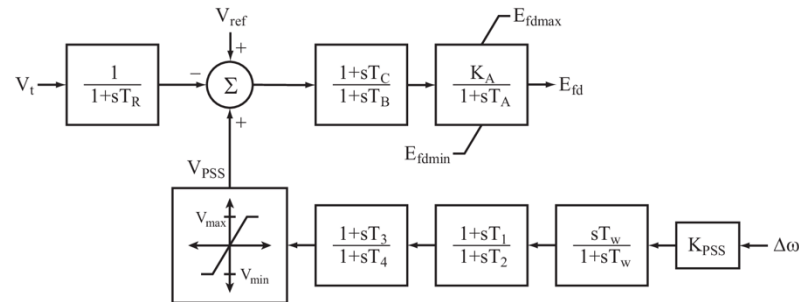 V_ref
E_fdmax
+
V_t
1
1+sT_R
−
Σ
1+sT_C
1+sT_B
K_A
1+sT_A
E_fd
+
E_fdmin
V_PSS
V_max
V_min
1+sT_3
1+sT_4
1+sT_1
1+sT_2
sT_w
1+sT_w
K_PSS
Δω